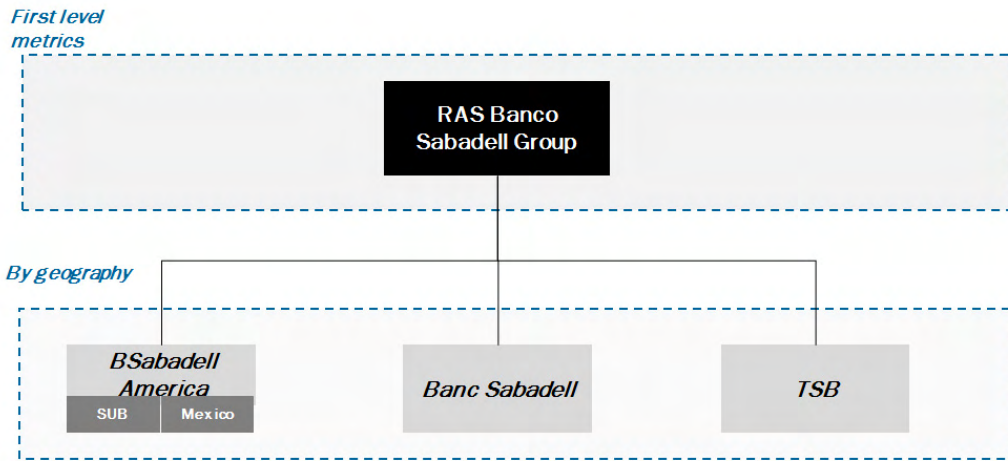 First level
metrics
RAS Banco
Sabadell Group
By geography
BSabadell
America
SUB
Mexico
Banc Sabadell
TSB